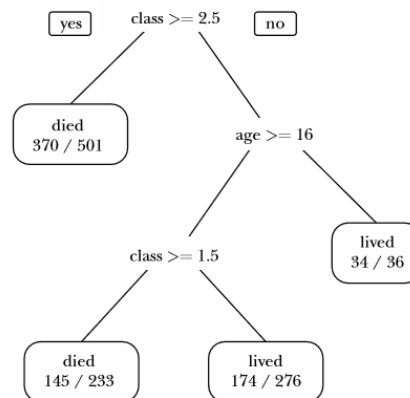 yes
class >= 2.5
no
died
370 / 501
age >= 16
lived
34 / 36
class >= 1.5
died
145 / 233
lived
174 / 276